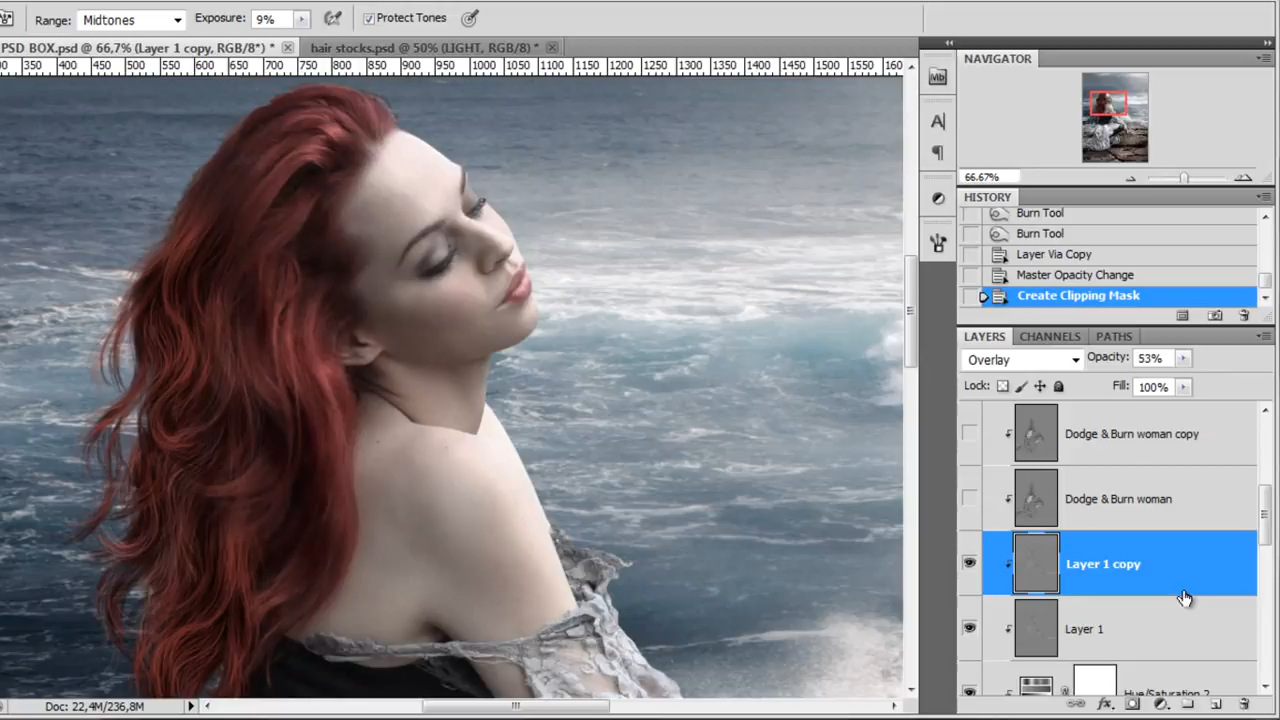 Range: Midtones Exposure: 9% Protect Tones
PSD BOX.psd @ 66,7% (Layer 1 copy, RGB/8*) * hair stocks.psd @ 50% (LIGHT, RGB/8) *
350 400 450 500 550 600 650 700 750 800 850 900 950 1000 1050 1100 1150 1200 1250 1300 1350 1400 1450 1500 1550
NAVIGATOR
Mb
A
66.67%
HISTORY
Burn Tool
Burn Tool
Layer Via Copy
Master Opacity Change
Create Clipping Mask
LAYERS CHANNELS PATHS
Overlay Opacity: 53%
Lock: Fill: 100%
Dodge & Burn woman copy
Dodge & Burn woman
Layer 1 copy
Layer 1
Hue/Saturation 2
Doc: 22,4M/236,8M
fx